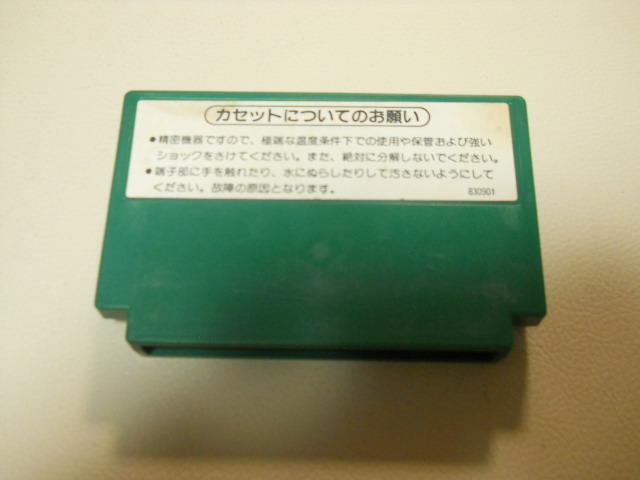 カセットについてのお願い
●精密機器ですので、極端な温度条件下での使用や保管および強い
ショックをさけてください。また、絶対に分解しないでください。
●端子部に手を触れたり、水にぬらしたりして汚さないようにして
ください。故障の原因となります。
830901